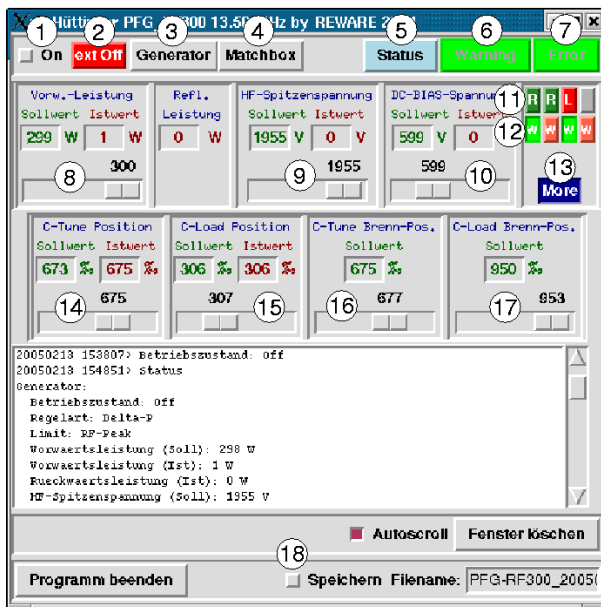 Hüttinger PFG RF300 13.56 MHz by REWARE
1 2 3 4 5 6 7
On ext Off Generator Matchbox Status Warning Error
Vorw.-Leistung Refl. Leistung HF-Spitzenspannung DC-BIAS-Spannung
Sollwert Istwert Sollwert Istwert Sollwert Istwert
299 W 1 W 0 W 1955 V 0 V 599 V 0
300 1955 599
8 9 10
11 R R L
12 W W W W
13
More
C-Tune Position C-Load Position C-Tune Brenn-Pos. C-Load Brenn-Pos.
Sollwert Istwert Sollwert Istwert Sollwert Sollwert
673 ‰ 675 ‰ 306 ‰ 306 ‰ 675 ‰ 950 ‰
675 307 677 953
14 15 16 17
20050213 153807> Betriebszustand: Off
20050213 154851> Status
Generator:
Betriebszustand: Off
Regelart: Delta-P
Limit: RF-Peak
Vorwaertsleistung (Soll): 298 W
Vorwaertsleistung (Ist): 1 W
Rueckwaertsleistung (Ist): 0 W
HF-Spitzenspannung (Soll): 1955 V
Autoscroll Fenster löschen
18
Programm beenden Speichern Filename: PFG-RF300_2005